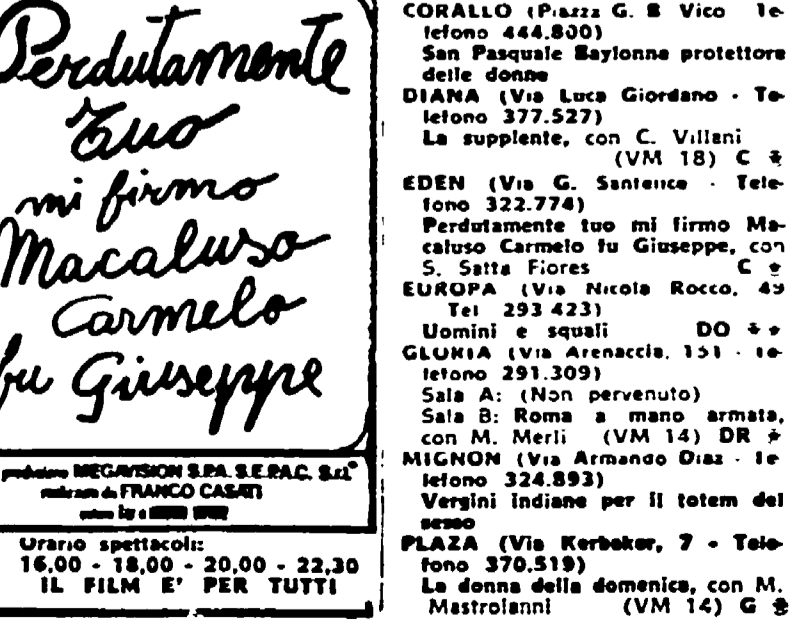 Perdutamente
Tuo
mi firmo
Macaluso
Carmelo
fu Giuseppe
produzione MEGAVISION S.P.A. S.E.P.A.C. S.r.l.
realizzata da FRANCO CASATI
Orario spettacoli:
16,00 - 18,00 - 20,00 - 22,30
IL FILM E' PER TUTTI
CORALLO (Piazza G. B Vico Te-
lefono 444.800)
San Pasquale Baylonne protettore
delle donne
DIANA (Via Luca Giordano - Te-
lefono 377.527)
La supplente, con C. Villani
(VM 18) C *
EDEN (Via G. Sanfelice - Tele-
fono 322.774)
Perdutamente tuo mi firmo Ma-
caluso Carmelo fu Giuseppe, con
S. Satta Flores C *
EUROPA (Via Nicola Rocco, 49
Tel 293 423)
Uomini e squali DO * *
GLORIA (Via Arenaccia, 151 - Te-
lefono 291.309)
Sala A: (Non pervenuto)
Sala B: Roma a mano armata,
con M. Merli (VM 14) DR *
MIGNON (Via Armando Diaz - Te-
lefono 324.893)
Vergini indiane per il totem del
sesso
PLAZA (Via Kerbaker, 7 - Tele-
fono 370.519)
La donna della domenica, con M.
Mastroianni (VM 14) G *